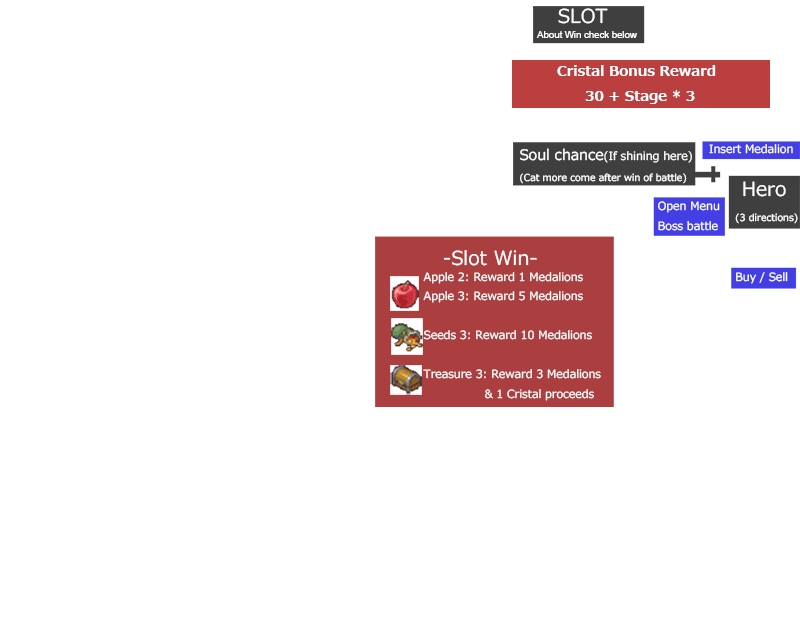 SLOT
About Win check below
Cristal Bonus Reward
30 + Stage * 3
Soul chance(If shining here)
(Cat more come after win of battle)
Insert Medalion
Hero
(3 directions)
Open Menu
Boss battle
Buy / Sell
-Slot Win-
Apple 2: Reward 1 Medalions
Apple 3: Reward 5 Medalions
Seeds 3: Reward 10 Medalions
Treasure 3: Reward 3 Medalions
& 1 Cristal proceeds